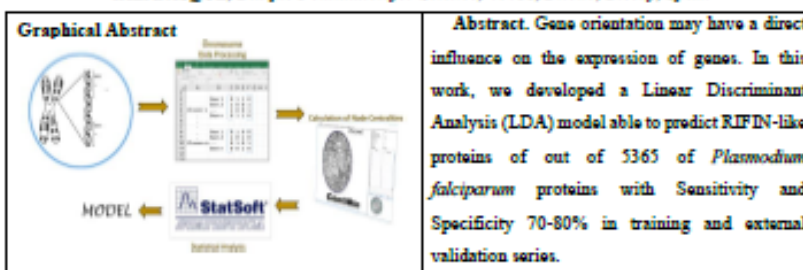 Graphical Abstract
Chromosome
Data Processing
Calculation of Node Centralities
MODEL
StatSoft
Statistical Analysis
Abstract. Gene orientation may have a direct
influence on the expression of genes. In this
work, we developed a Linear Discriminant
Analysis (LDA) model able to predict RIFIN-like
proteins of out of 5365 of Plasmodium
falciparum proteins with Sensitivity and
Specificity 70-80% in training and external
validation series.